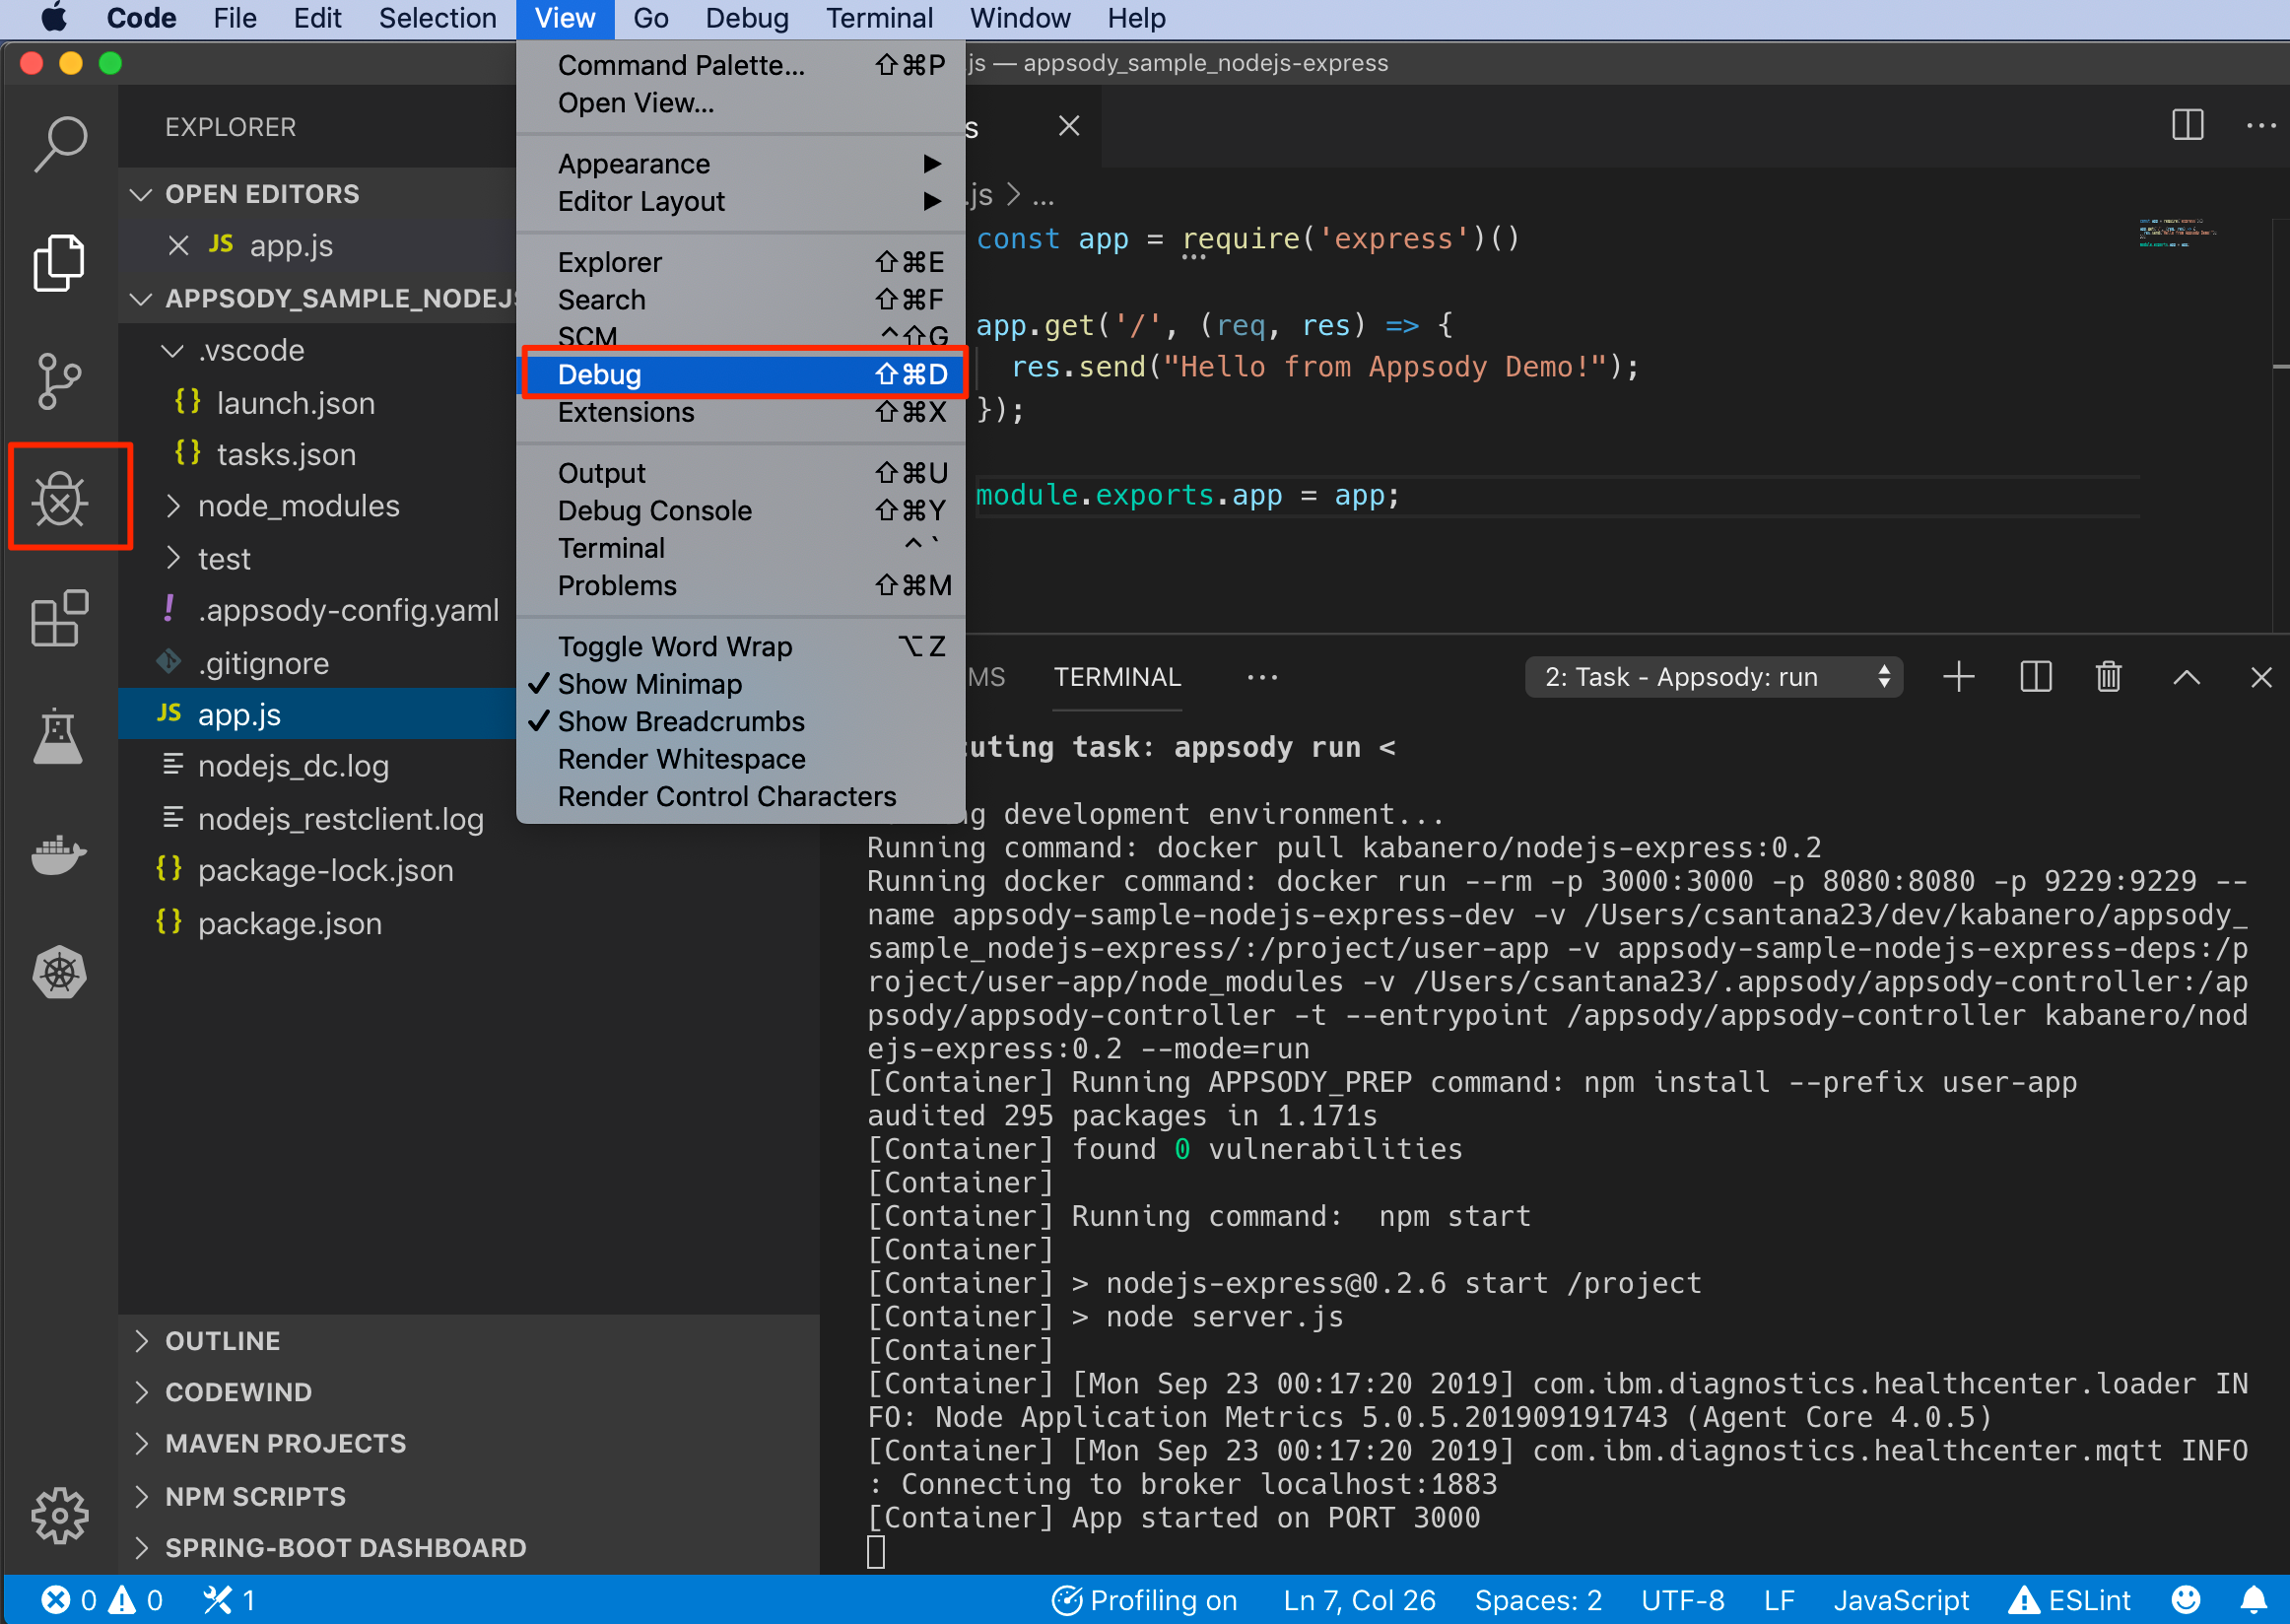 Code File Edit Selection View Go Debug Terminal Window Help
js — appsody_sample_nodejs-express
EXPLORER
OPEN EDITORS
JS app.js
APPSODY_SAMPLE_NODEJS
.vscode
{} launch.json
{} tasks.json
node_modules
test
! .appsody-config.yaml
.gitignore
JS app.js
nodejs_dc.log
nodejs_restclient.log
{} package-lock.json
{} package.json
OUTLINE
CODEWIND
MAVEN PROJECTS
NPM SCRIPTS
SPRING-BOOT DASHBOARD
Command Palette... ⇧⌘P
Open View...
Appearance ▶
Editor Layout ▶
Explorer ⇧⌘E
Search ⇧⌘F
SCM ^⇧G
Debug ⇧⌘D
Extensions ⇧⌘X
Output ⇧⌘U
Debug Console ⇧⌘Y
Terminal ^`
Problems ⇧⌘M
Toggle Word Wrap ⌥Z
✓ Show Minimap
✓ Show Breadcrumbs
Render Whitespace
Render Control Characters
s
.js > ...
const app = require('express')()
app.get('/', (req, res) => {
res.send("Hello from Appsody Demo!");
});
module.exports.app = app;
MS TERMINAL ... 2: Task - Appsody: run
cuting task: appsody run <
g development environment...
Running command: docker pull kabanero/nodejs-express:0.2
Running docker command: docker run --rm -p 3000:3000 -p 8080:8080 -p 9229:9229 --
name appsody-sample-nodejs-express-dev -v /Users/csantana23/dev/kabanero/appsody_
sample_nodejs-express/:/project/user-app -v appsody-sample-nodejs-express-deps:/p
roject/user-app/node_modules -v /Users/csantana23/.appsody/appsody-controller:/ap
psody/appsody-controller -t --entrypoint /appsody/appsody-controller kabanero/nod
ejs-express:0.2 --mode=run
[Container] Running APPSODY_PREP command: npm install --prefix user-app
audited 295 packages in 1.171s
[Container] found 0 vulnerabilities
[Container]
[Container] Running command:  npm start
[Container]
[Container] > nodejs-express@0.2.6 start /project
[Container] > node server.js
[Container]
[Container] [Mon Sep 23 00:17:20 2019] com.ibm.diagnostics.healthcenter.loader IN
FO: Node Application Metrics 5.0.5.201909191743 (Agent Core 4.0.5)
[Container] [Mon Sep 23 00:17:20 2019] com.ibm.diagnostics.healthcenter.mqtt INFO
: Connecting to broker localhost:1883
[Container] App started on PORT 3000
0 0 1 Profiling on Ln 7, Col 26 Spaces: 2 UTF-8 LF JavaScript ESLint